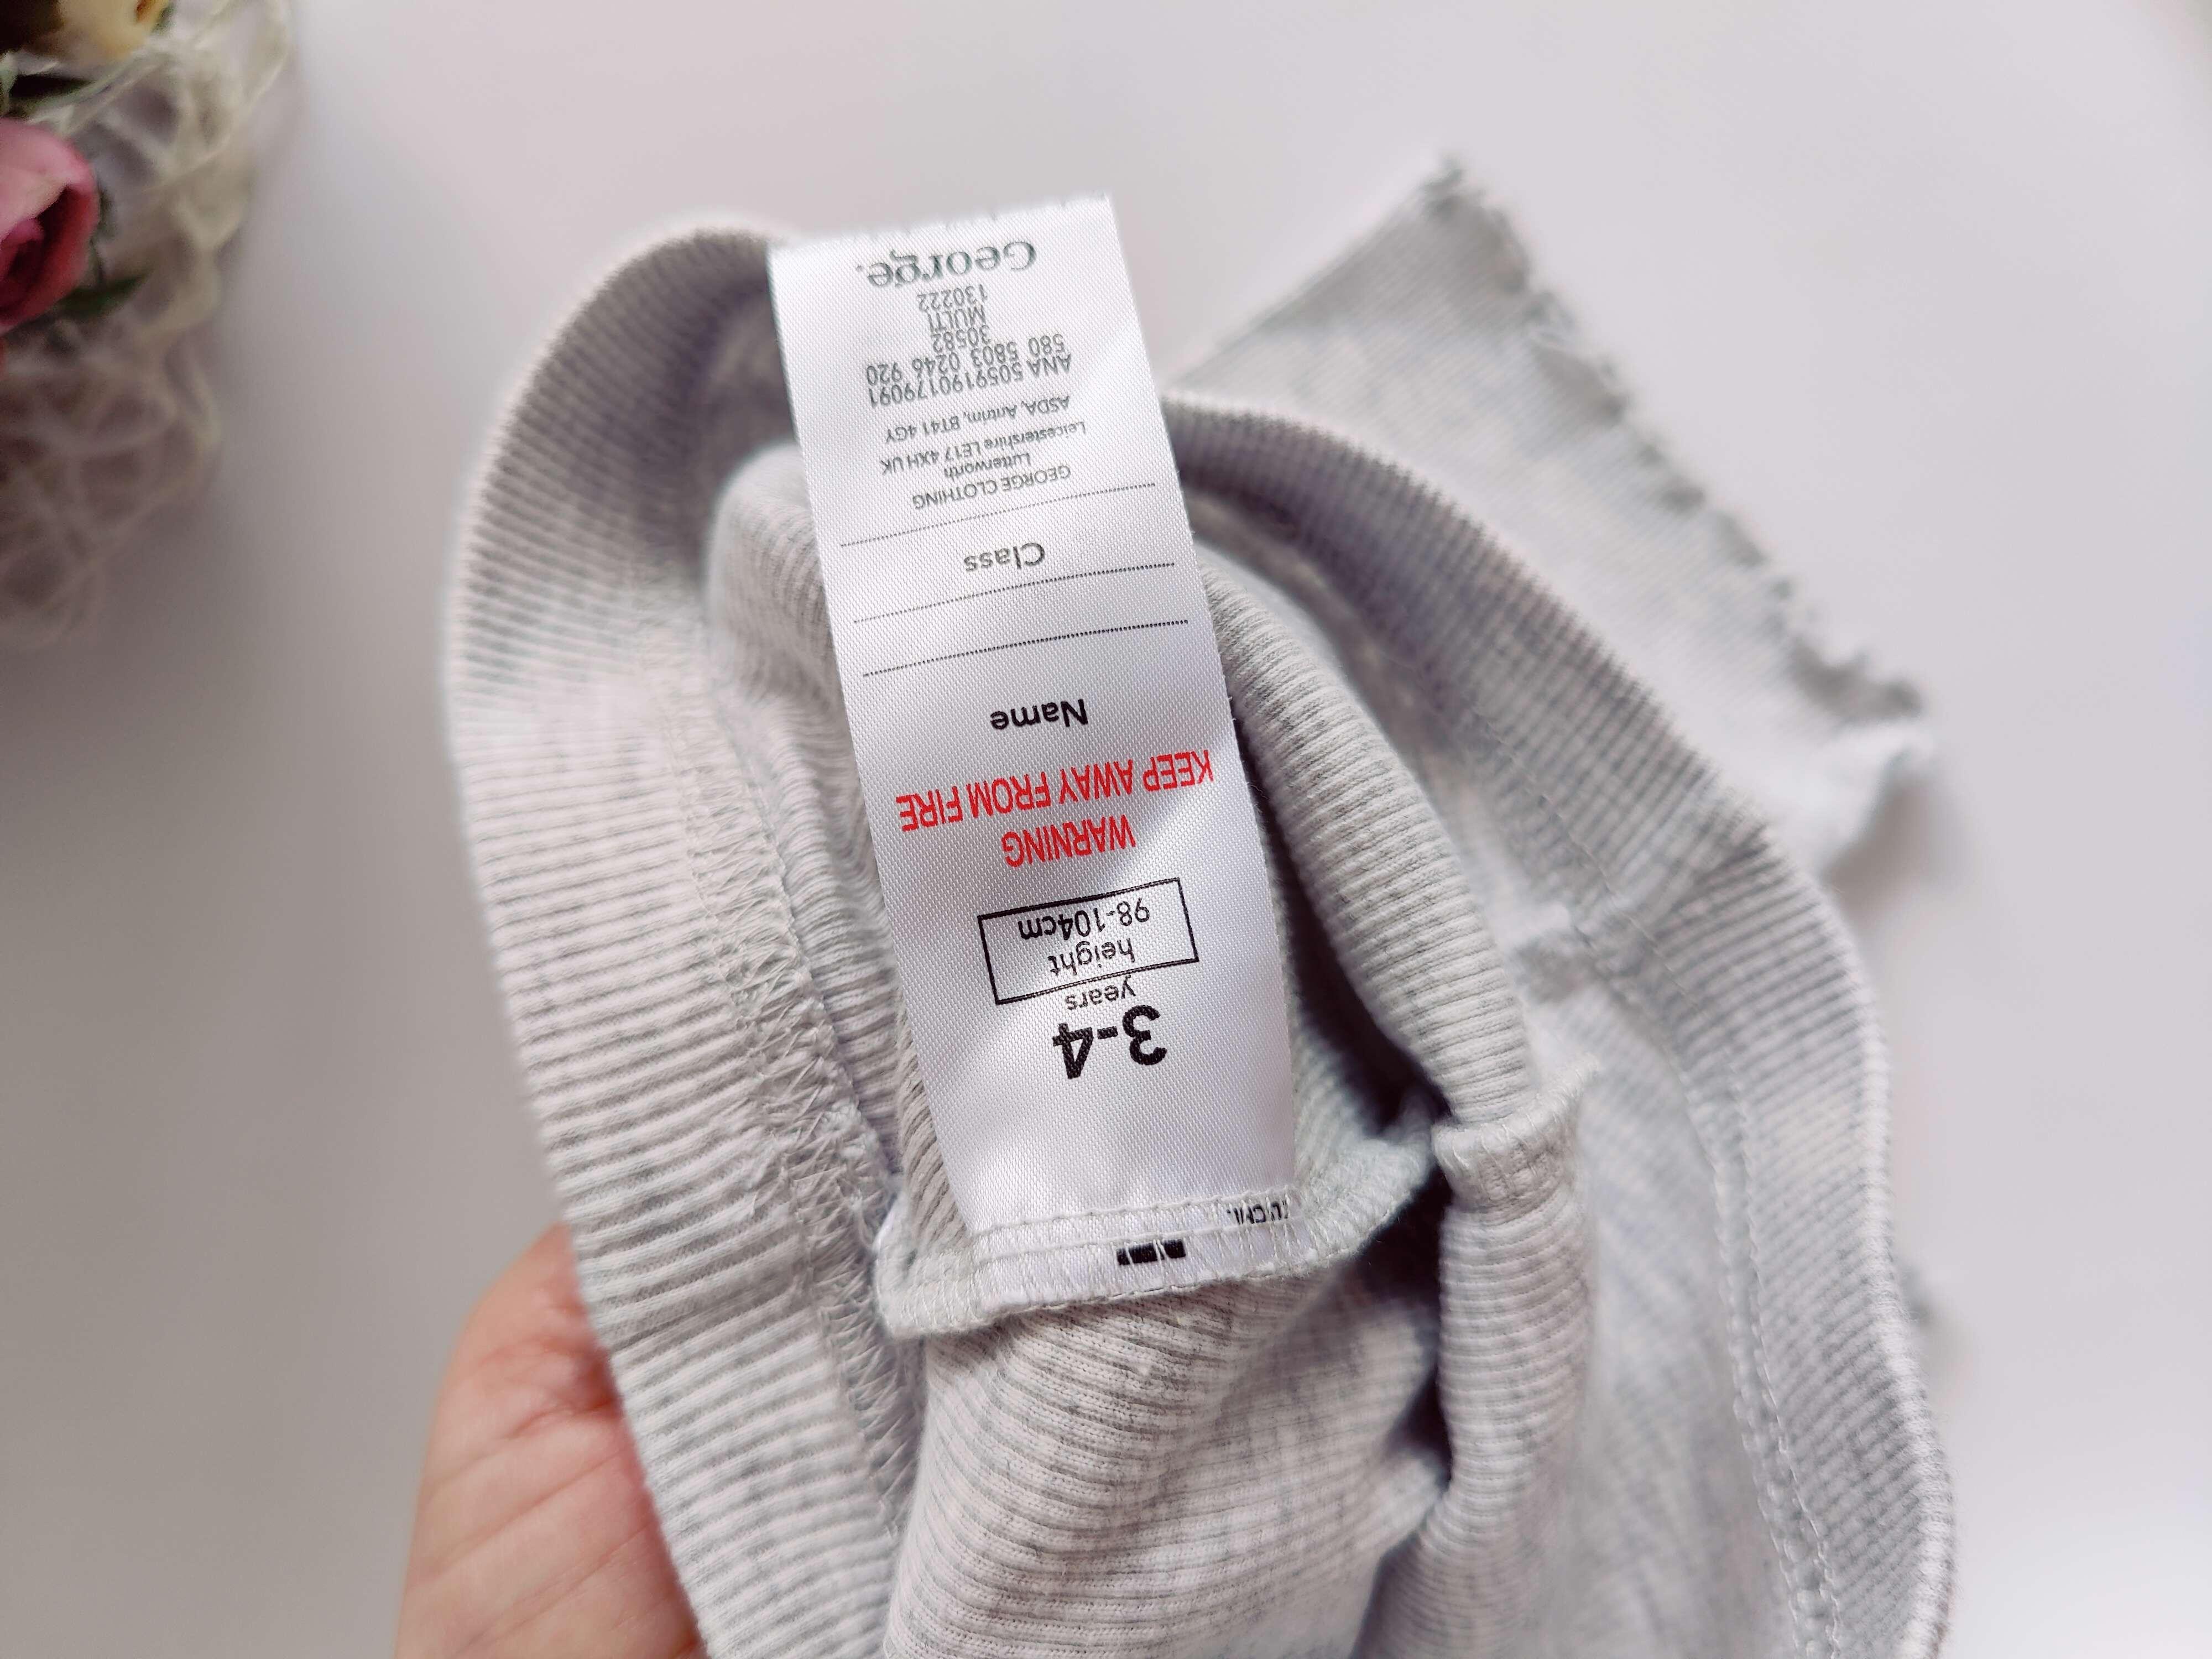 3-4
years
height
98-104cm
WARNING
KEEP AWAY FROM FIRE
Name
Class
GEORGE CLOTHING
Lutterworth
Leicestershire LE17 4XH UK
ASDA, Antrim, BT41 4GY
ANA 5059190179091
580 5803 0246 920
30582
MULTI
130222
George.